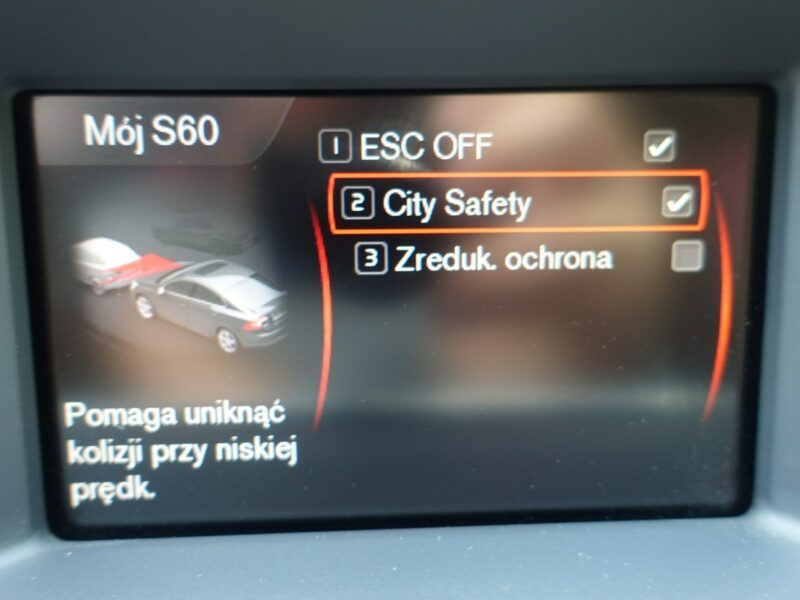 Mój S60
1 ESC OFF
2 City Safety
3 Zreduk. ochrona
Pomaga uniknąć
kolizji przy niskiej
prędk.